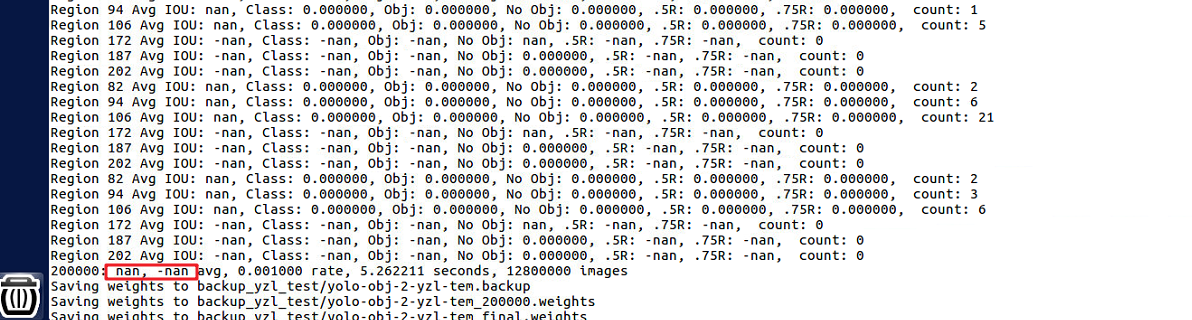 Region 94 Avg IOU: nan, Class: 0.000000, Obj: 0.000000, No Obj: 0.000000, .5R: 0.000000, .75R: 0.000000,  count: 1
Region 106 Avg IOU: nan, Class: 0.000000, Obj: 0.000000, No Obj: 0.000000, .5R: 0.000000, .75R: 0.000000,  count: 5
Region 172 Avg IOU: -nan, Class: -nan, Obj: -nan, No Obj: nan, .5R: -nan, .75R: -nan,  count: 0
Region 187 Avg IOU: -nan, Class: -nan, Obj: -nan, No Obj: 0.000000, .5R: -nan, .75R: -nan,  count: 0
Region 202 Avg IOU: -nan, Class: -nan, Obj: -nan, No Obj: 0.000000, .5R: -nan, .75R: -nan,  count: 0
Region 82 Avg IOU: nan, Class: 0.000000, Obj: 0.000000, No Obj: 0.000000, .5R: 0.000000, .75R: 0.000000,  count: 2
Region 94 Avg IOU: nan, Class: 0.000000, Obj: 0.000000, No Obj: 0.000000, .5R: 0.000000, .75R: 0.000000,  count: 6
Region 106 Avg IOU: nan, Class: 0.000000, Obj: 0.000000, No Obj: 0.000000, .5R: 0.000000, .75R: 0.000000,  count: 21
Region 172 Avg IOU: -nan, Class: -nan, Obj: -nan, No Obj: nan, .5R: -nan, .75R: -nan,  count: 0
Region 187 Avg IOU: -nan, Class: -nan, Obj: -nan, No Obj: 0.000000, .5R: -nan, .75R: -nan,  count: 0
Region 202 Avg IOU: -nan, Class: -nan, Obj: -nan, No Obj: 0.000000, .5R: -nan, .75R: -nan,  count: 0
Region 82 Avg IOU: nan, Class: 0.000000, Obj: 0.000000, No Obj: 0.000000, .5R: 0.000000, .75R: 0.000000,  count: 2
Region 94 Avg IOU: nan, Class: 0.000000, Obj: 0.000000, No Obj: 0.000000, .5R: 0.000000, .75R: 0.000000,  count: 3
Region 106 Avg IOU: nan, Class: 0.000000, Obj: 0.000000, No Obj: 0.000000, .5R: 0.000000, .75R: 0.000000,  count: 6
Region 172 Avg IOU: -nan, Class: -nan, Obj: -nan, No Obj: nan, .5R: -nan, .75R: -nan,  count: 0
Region 187 Avg IOU: -nan, Class: -nan, Obj: -nan, No Obj: 0.000000, .5R: -nan, .75R: -nan,  count: 0
Region 202 Avg IOU: -nan, Class: -nan, Obj: -nan, No Obj: 0.000000, .5R: -nan, .75R: -nan,  count: 0
200000: nan, -nan avg, 0.001000 rate, 5.262211 seconds, 12800000 images
Saving weights to backup_yzl_test/yolo-obj-2-yzl-tem.backup
Saving weights to backup_yzl_test/yolo-obj-2-yzl-tem_200000.weights
Saving weights to backup_yzl_test/yolo-obj-2-yzl-tem_final.weights